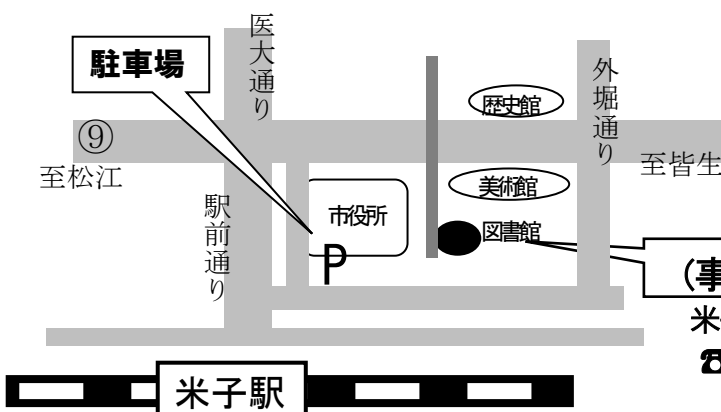 医大通り
駐車場
歴史館
外堀通り
⑨
至松江
至皆生
美術館
駅前通り
市役所
図書館
P
(事
米
米子駅